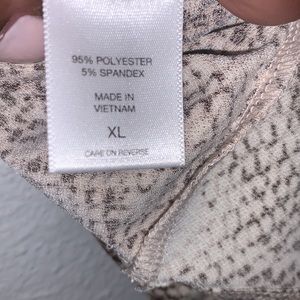 95% POLYESTER
5% SPANDEX
MADE IN
VIETNAM
XL
CARE ON REVERSE